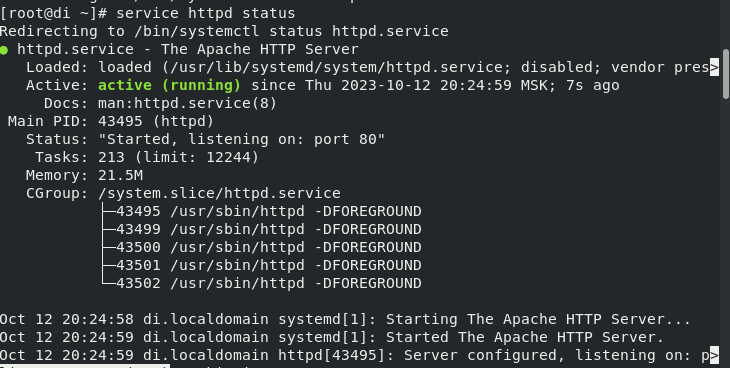 [root@di ~]# service httpd status
Redirecting to /bin/systemctl status httpd.service
● httpd.service - The Apache HTTP Server
   Loaded: loaded (/usr/lib/systemd/system/httpd.service; disabled; vendor pres>
   Active: active (running) since Thu 2023-10-12 20:24:59 MSK; 7s ago
     Docs: man:httpd.service(8)
 Main PID: 43495 (httpd)
   Status: "Started, listening on: port 80"
    Tasks: 213 (limit: 12244)
   Memory: 21.5M
   CGroup: /system.slice/httpd.service
           ├─43495 /usr/sbin/httpd -DFOREGROUND
           ├─43499 /usr/sbin/httpd -DFOREGROUND
           ├─43500 /usr/sbin/httpd -DFOREGROUND
           ├─43501 /usr/sbin/httpd -DFOREGROUND
           └─43502 /usr/sbin/httpd -DFOREGROUND
Oct 12 20:24:58 di.localdomain systemd[1]: Starting The Apache HTTP Server...
Oct 12 20:24:59 di.localdomain systemd[1]: Started The Apache HTTP Server.
Oct 12 20:24:59 di.localdomain httpd[43495]: Server configured, listening on: p>